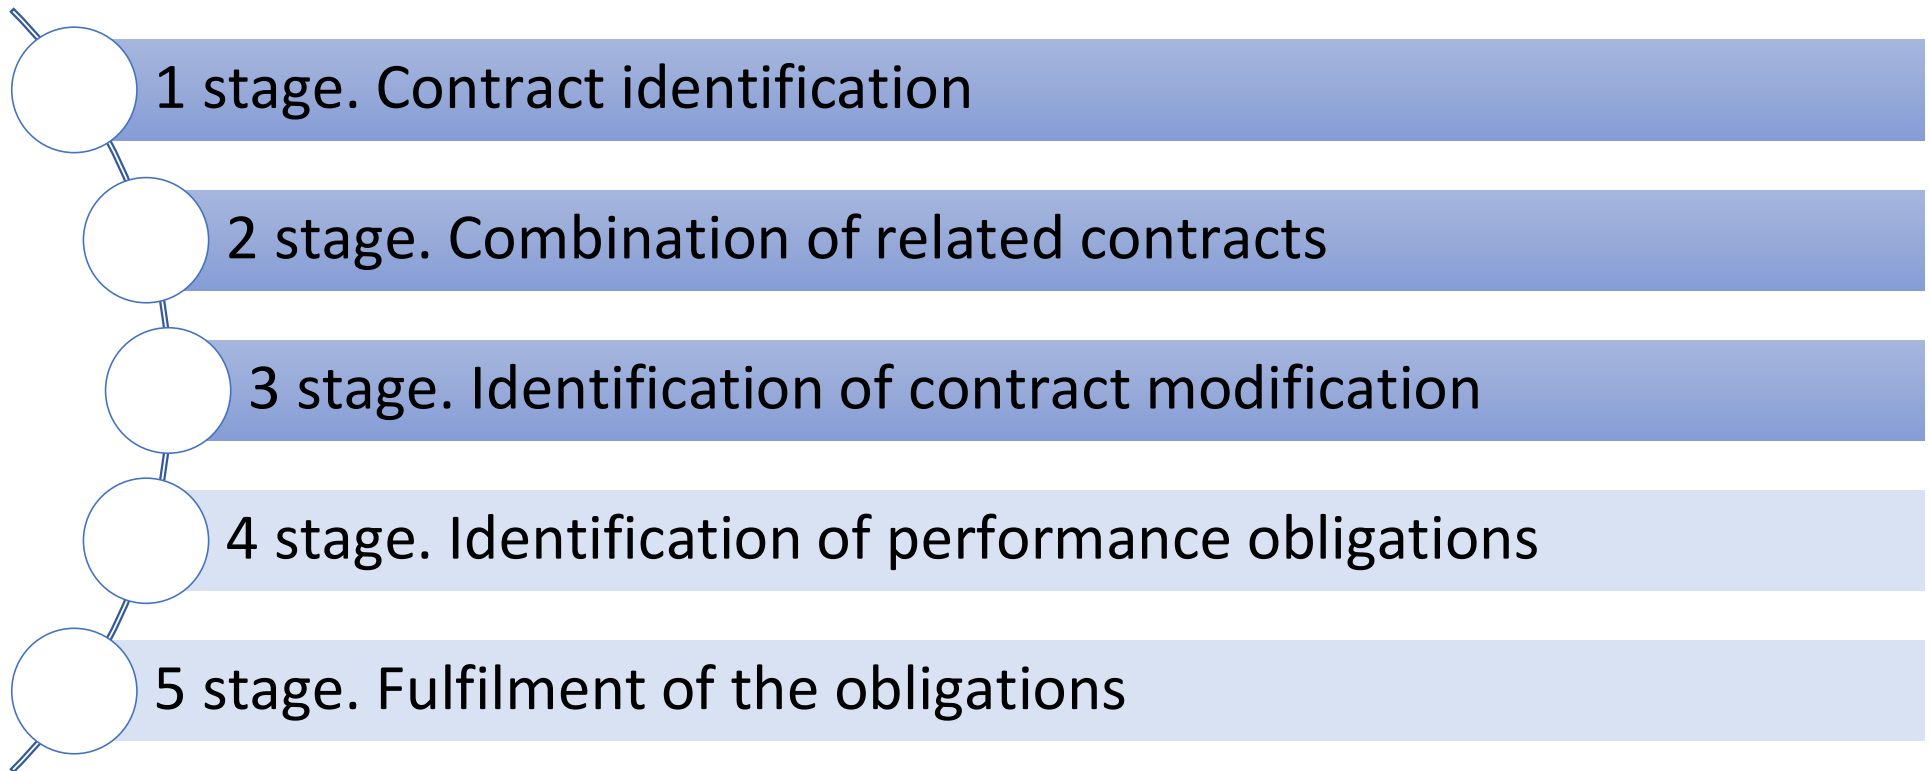 1 stage. Contract identification
2 stage. Combination of related contracts
3 stage. Identification of contract modification
4 stage. Identification of performance obligations
5 stage. Fulfilment of the obligations